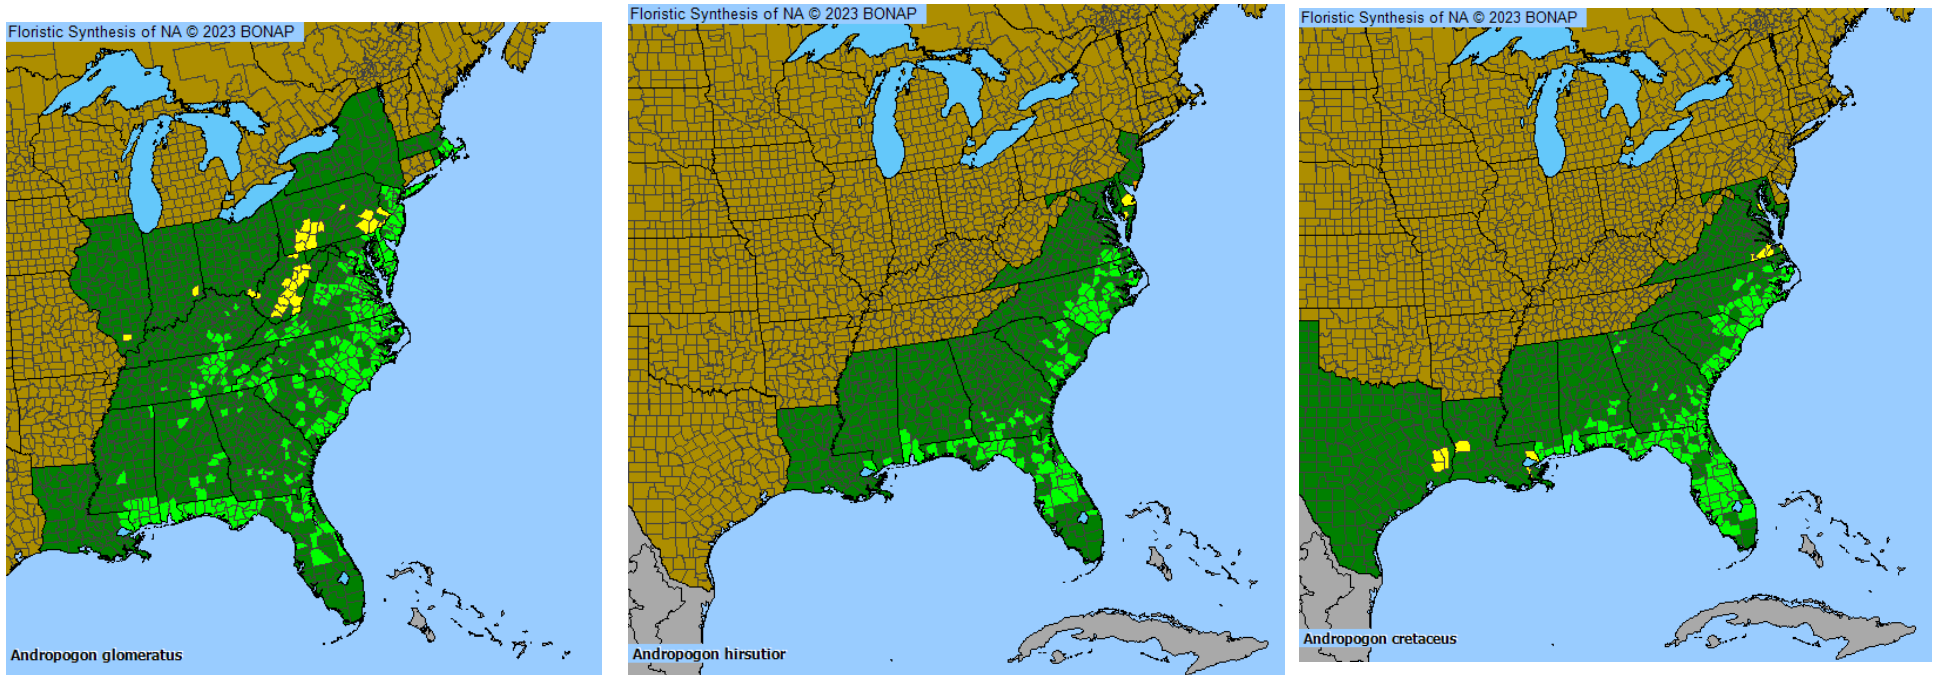 Floristic Synthesis of NA © 2023 BONAP
Andropogon glomeratus
Floristic Synthesis of NA © 2023 BONAP
Andropogon hirsutior
Floristic Synthesis of NA © 2023 BONAP
Andropogon cretaceus